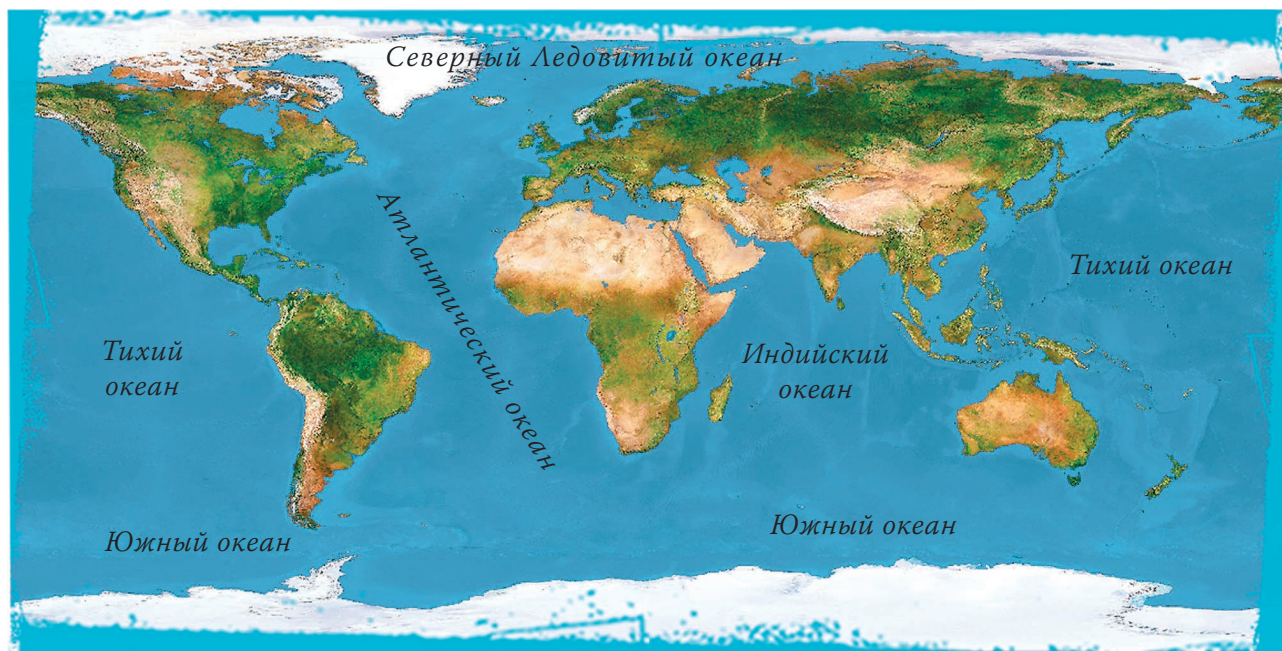 Северный Ледовитый океан
Атлантический океан
Тихий океан
Тихий
океан
Индийский
океан
Южный океан
Южный океан